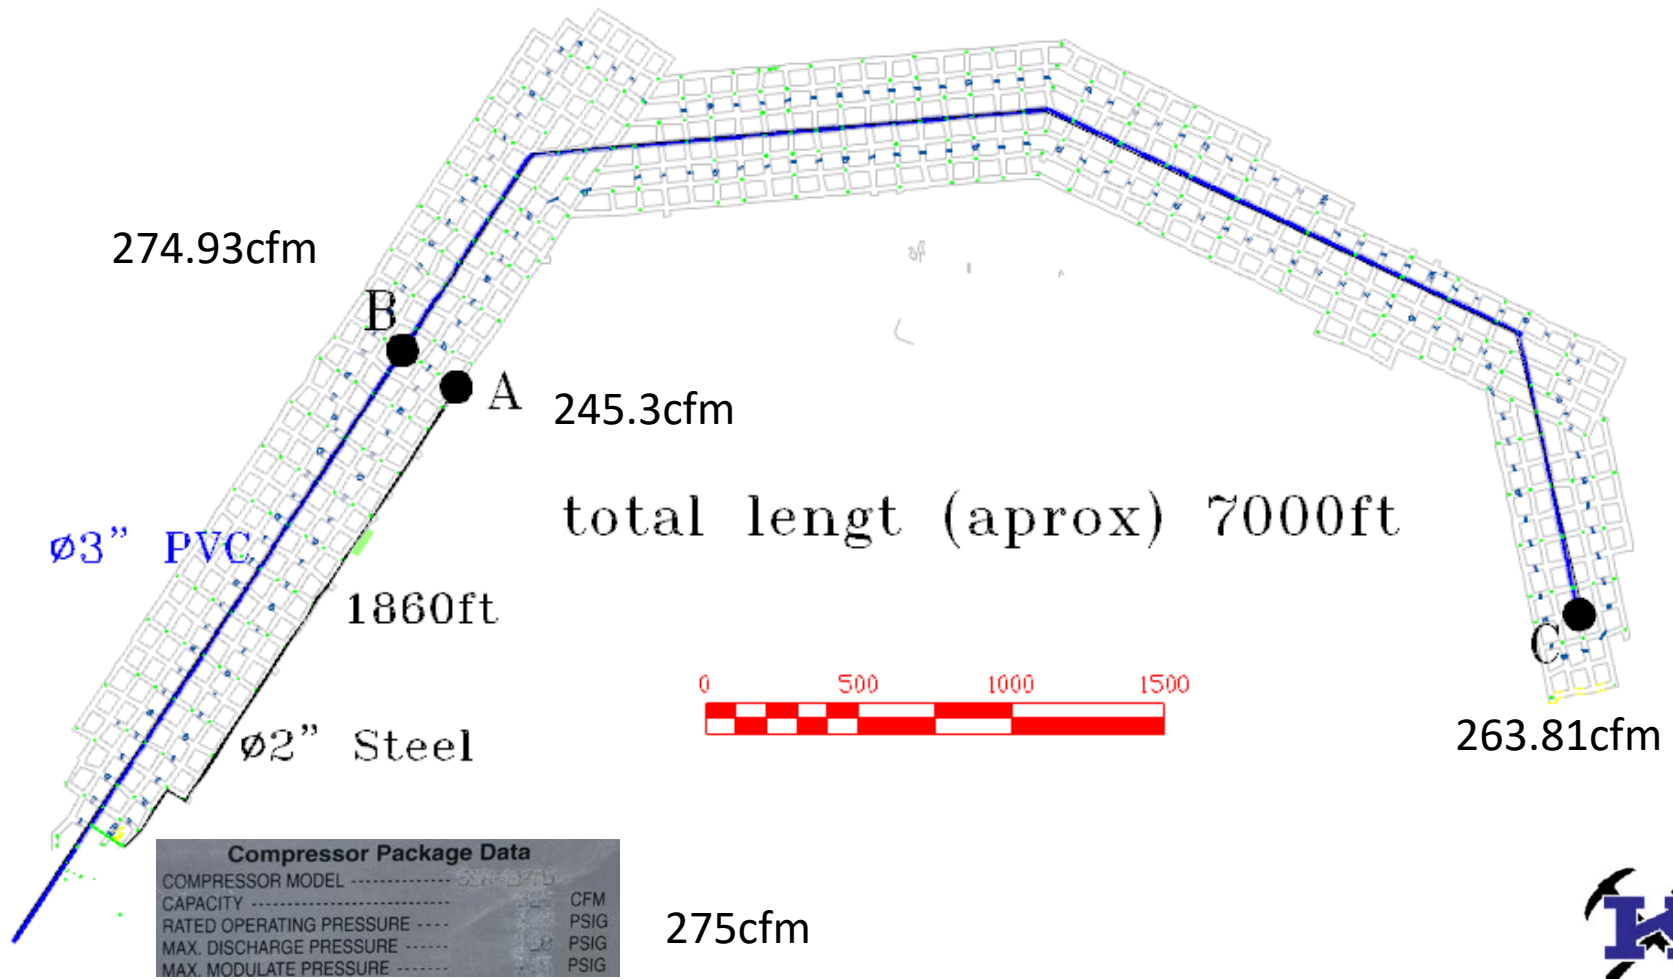 274.93cfm
B
A
245.3cfm
total lengt (aprox) 7000ft
ø3” PVC
1860ft
C
0 500 1000 1500
ø2” Steel
263.81cfm
Compressor Package Data
COMPRESSOR MODEL -------------
CAPACITY -------------------------- CFM
RATED OPERATING PRESSURE ---- PSIG
MAX. DISCHARGE PRESSURE ------ PSIG
MAX. MODULATE PRESSURE ------- PSIG
275cfm